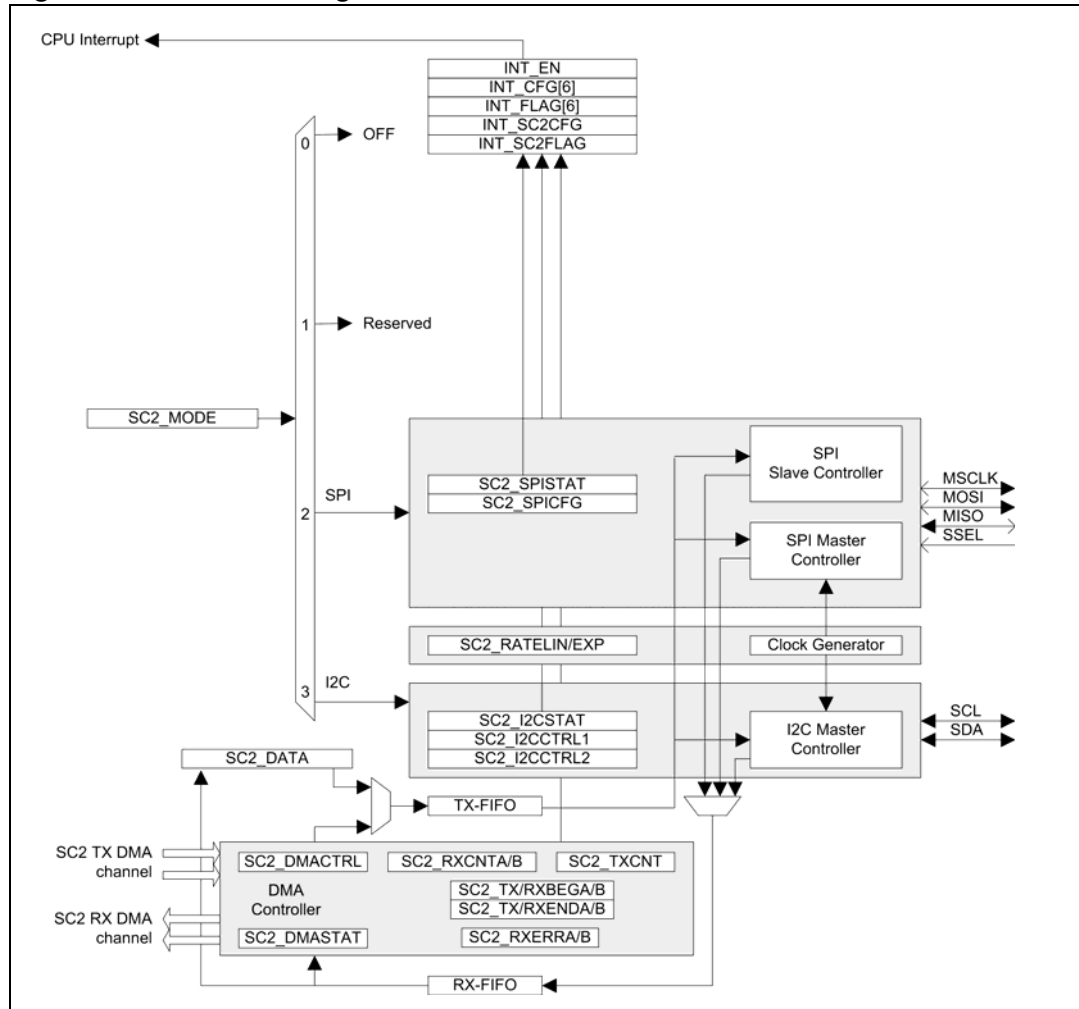 CPU Interrupt
INT_EN
INT_CFG[6]
INT_FLAG[6]
INT_SC2CFG
INT_SC2FLAG
0
OFF
1
Reserved
SC2_MODE
SPI
2
SC2_SPISTAT
SC2_SPICFG
SPI
Slave Controller
SPI Master
Controller
MSCLK
MOSI
MISO
SSEL
SC2_RATELIN/EXP
Clock Generator
3
I2C
SC2_I2CSTAT
SC2_I2CCTRL1
SC2_I2CCTRL2
I2C Master
Controller
SCL
SDA
SC2_DATA
TX-FIFO
SC2 TX DMA
channel
SC2_DMACTRL
SC2_RXCNTA/B
SC2_TXCNT
DMA
Controller
SC2_TX/RXBEGA/B
SC2_TX/RXENDA/B
SC2 RX DMA
channel
SC2_DMASTAT
SC2_RXERRA/B
RX-FIFO